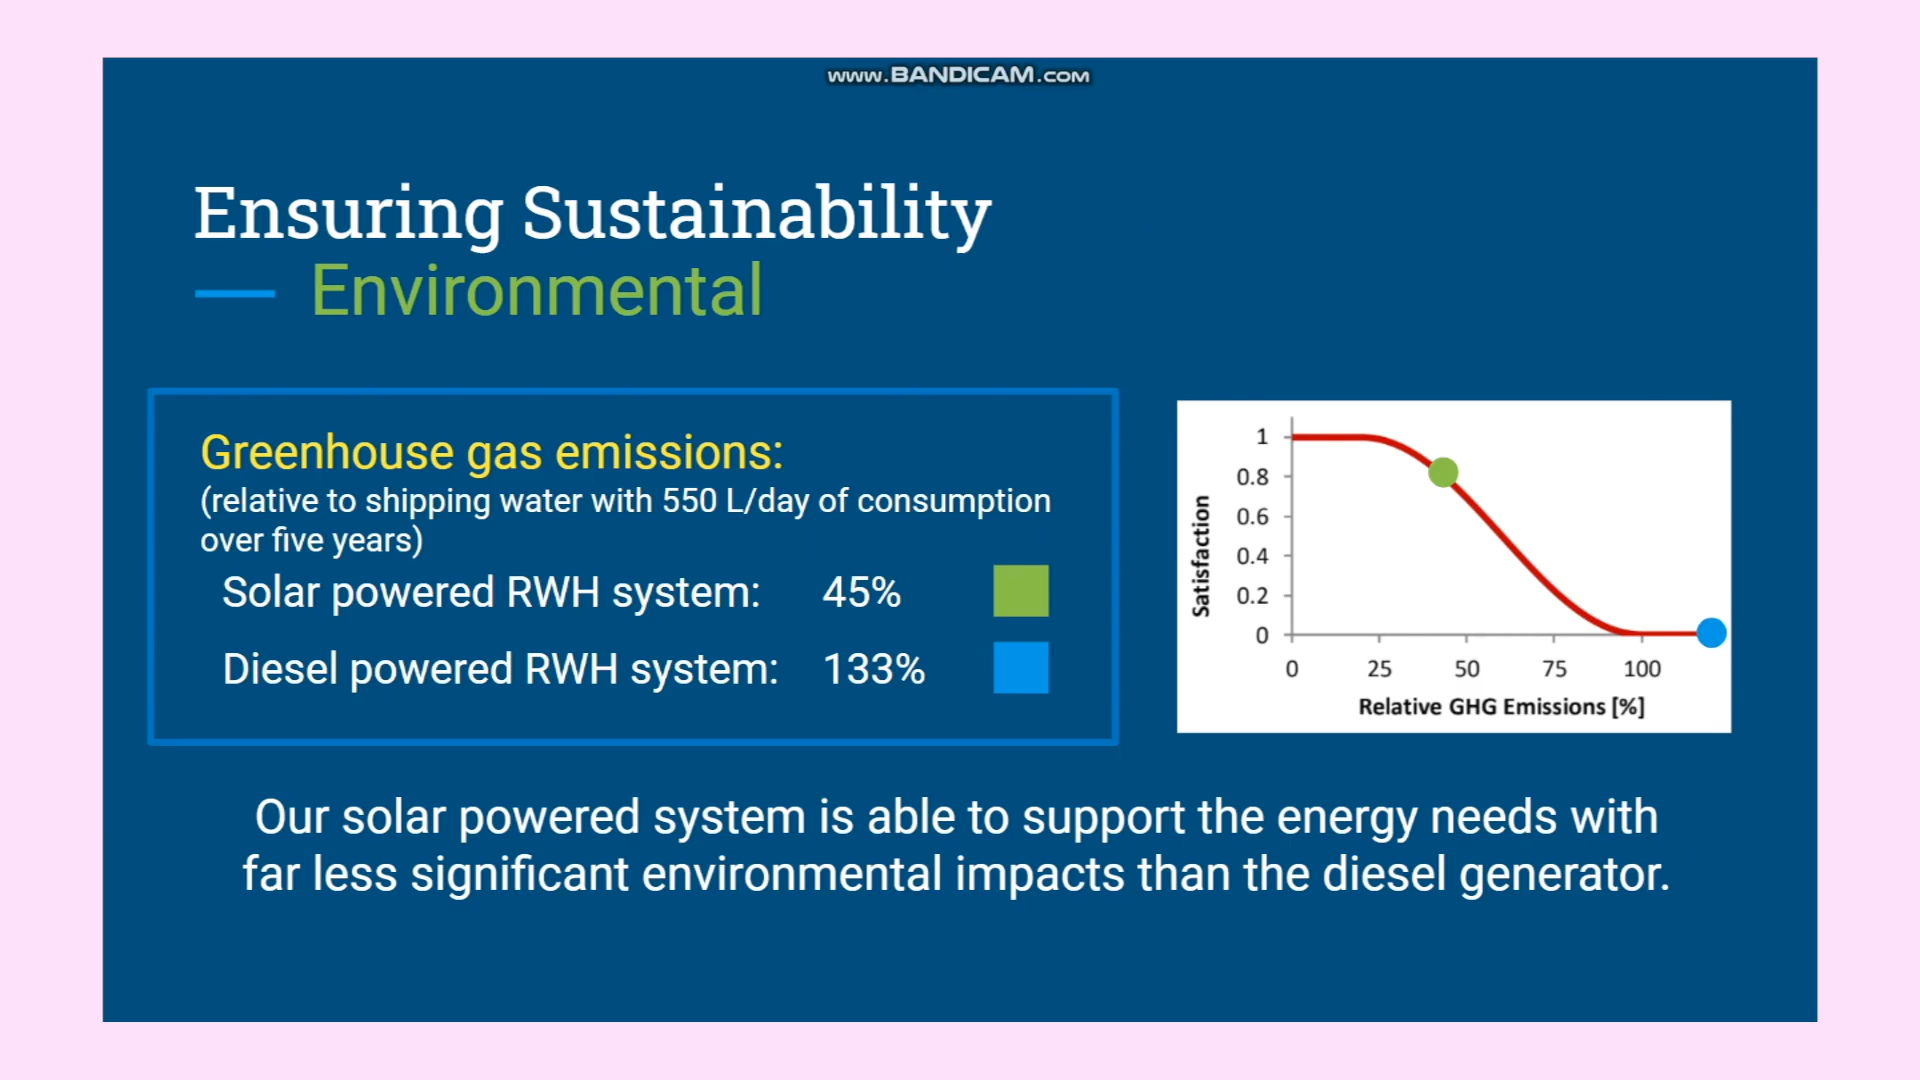 www.BANDICAM.com
Ensuring Sustainability
Environmental
Greenhouse gas emissions:
(relative to shipping water with 550 L/day of consumption
over five years)
Solar powered RWH system: 45%
Diesel powered RWH system: 133%
Satisfaction
1
0.8
0.6
0.4
0.2
0
0 25 50 75 100
Relative GHG Emissions [%]
Our solar powered system is able to support the energy needs with
far less significant environmental impacts than the diesel generator.